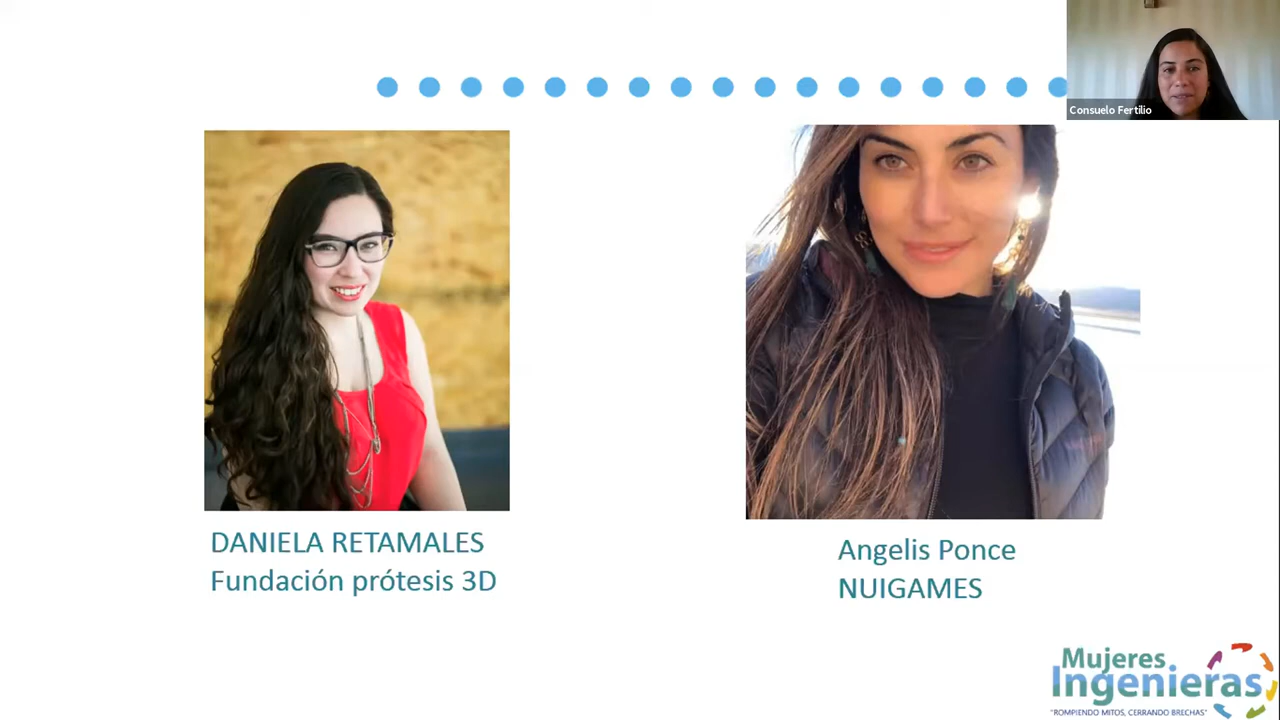 Consuelo Fertilio
DANIELA RETAMALES
Fundación prótesis 3D
Angelis Ponce
NUIGAMES
Mujeres
Ingenieras
"ROMPIENDO MITOS, CERRANDO BRECHAS"